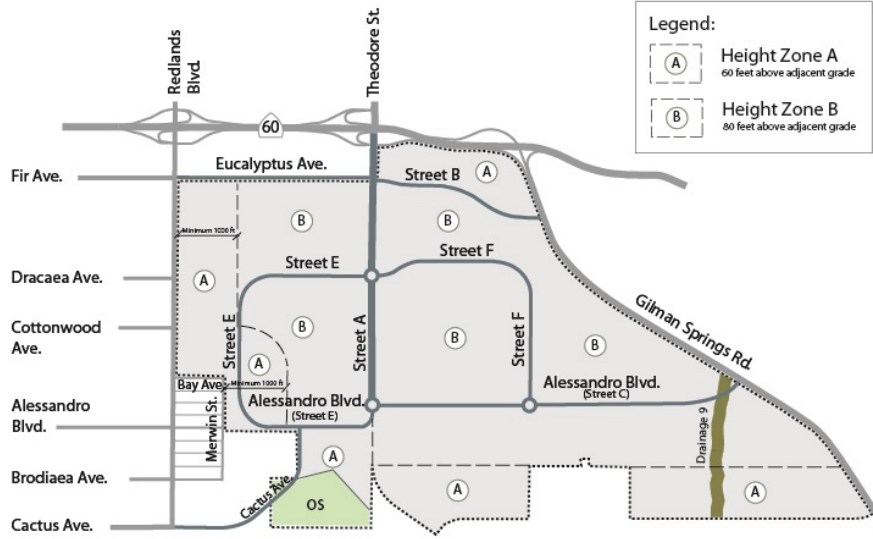 Legend:
A
Height Zone A
60 feet above adjacent grade
B
Height Zone B
80 feet above adjacent grade
Redlands
Blvd.
Theodore St.
60
Fir Ave.
Eucalyptus Ave.
Street B
A
B
B
Minimum 1000 ft
Dracaea Ave.
A
Street E
Street F
Gilman Springs Rd.
Cottonwood
Ave.
Street E
B
Street A
B
Street F
B
A
Bay Ave
Minimum 1000 ft
Alessandro Blvd.
(Street E)
Alessandro Blvd.
(Street C)
Alessandro
Blvd.
Merwin St.
Drainage 9
A
Brodiaea Ave.
Cactus Ave.
OS
A
A
Cactus Ave.